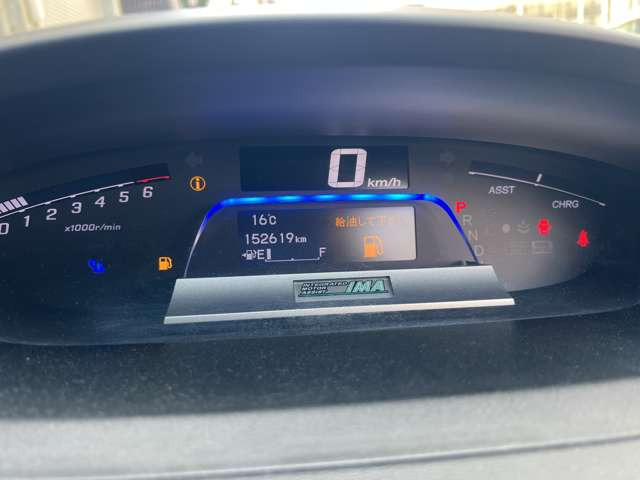 0 km/h
0 1 2 3 4 5 6
x1000r/min
ASST
CHRG
16℃
給油して下さい
152619km
E F
P
R
N
D
INTEGRATED
MOTOR
ASSIST
IMA